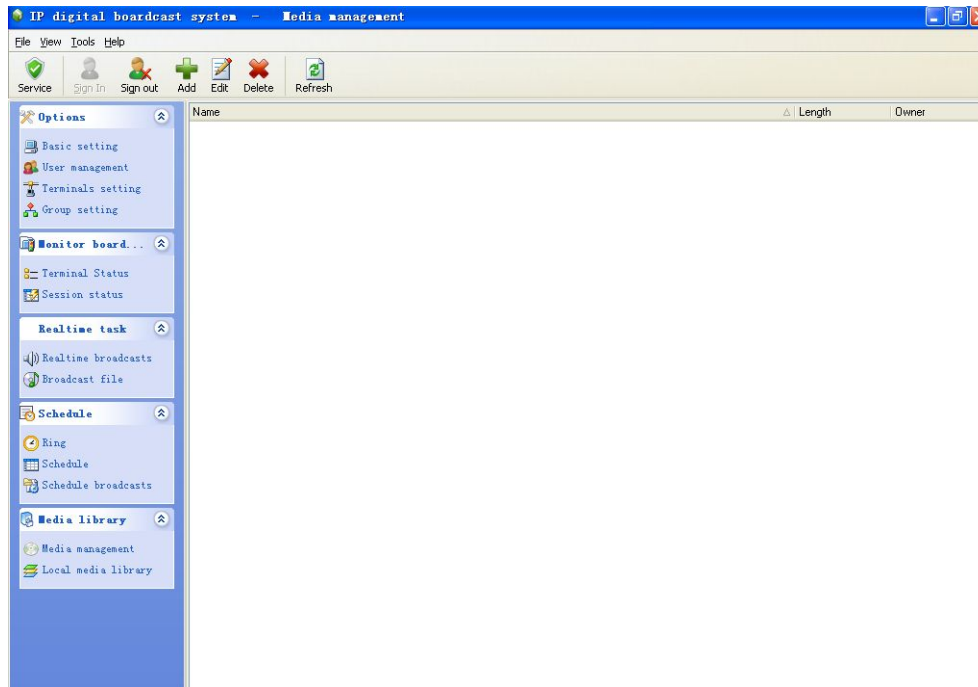 IP digital boardcast system - Media management
File View Tools Help
Service Sign In Sign out Add Edit Delete Refresh
Options
Basic setting
User management
Terminals setting
Group setting
Monitor board...
Terminal Status
Session status
Realtime task
Realtime broadcasts
Broadcast file
Schedule
Ring
Schedule
Schedule broadcasts
Media library
Media management
Local media library
Name Length Owner